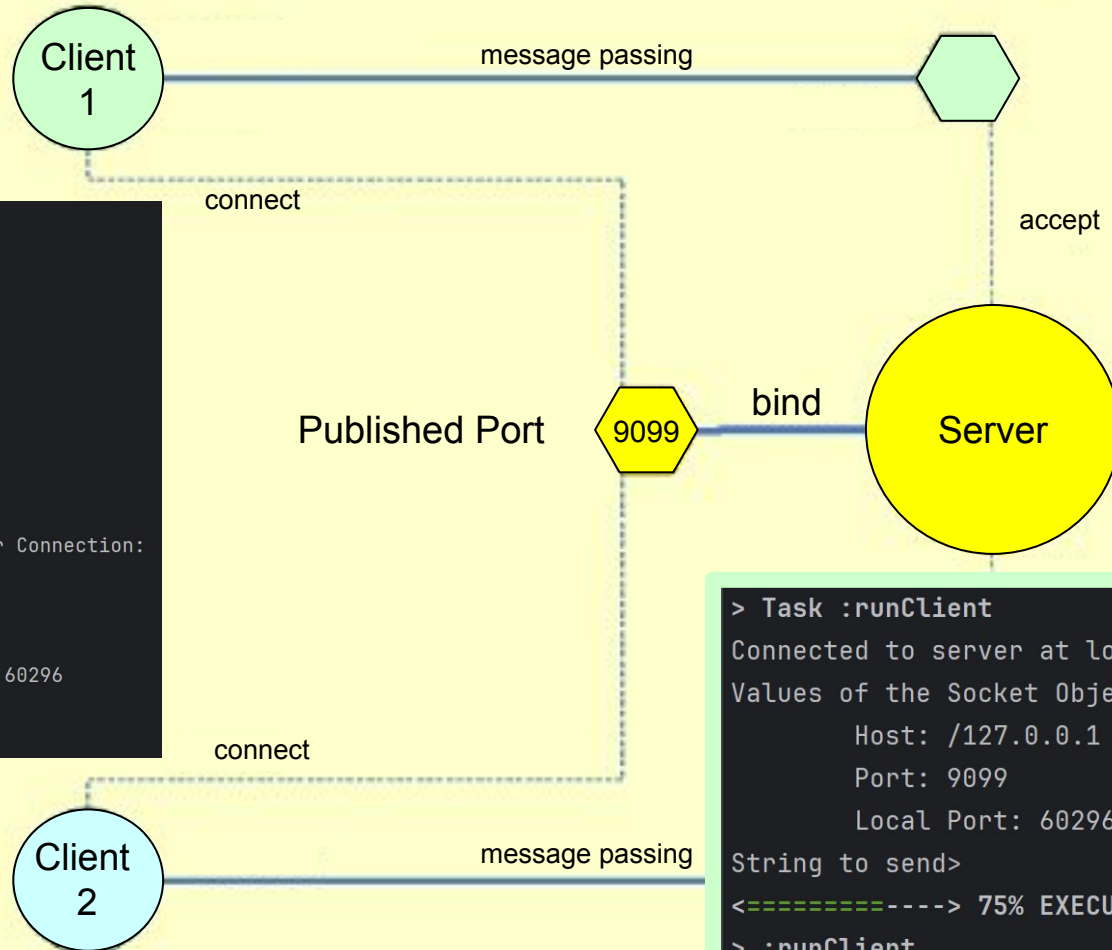 Client
1
message passing
connect
accept
r Connection:
60296
Published Port
9099
bind
Server
connect
Client
2
message passing
> Task :runClient
Connected to server at lo
Values of the Socket Obje
Host: /127.0.0.1
Port: 9099
Local Port: 60296
String to send>
<=========----> 75% EXECU
> :runClient